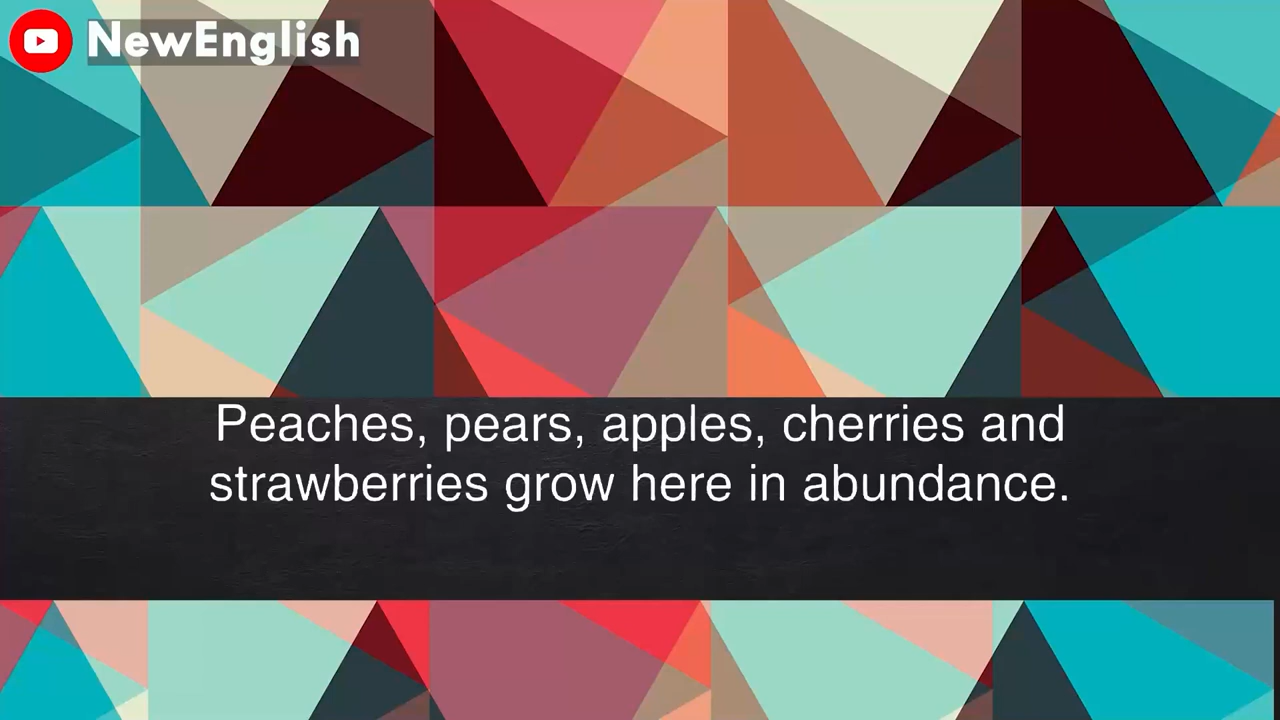 NewEnglish
Peaches, pears, apples, cherries and
strawberries grow here in abundance.